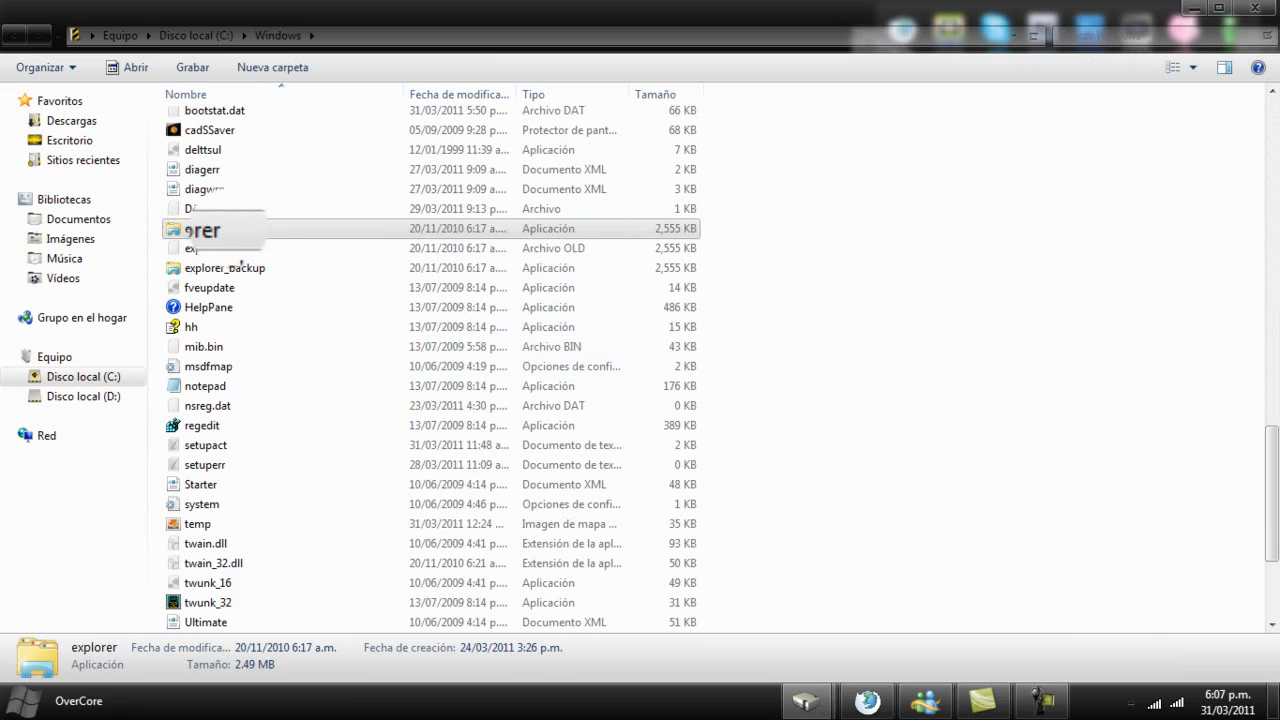 Equipo Disco local (C:) Windows
Organizar Abrir Grabar Nueva carpeta
Nombre Fecha de modifica... Tipo Tamaño
Favoritos
Descargas
Escritorio
Sitios recientes
Bibliotecas
Documentos
Imágenes
Música
Vídeos
Grupo en el hogar
Equipo
Disco local (C:)
Disco local (D:)
Red
bootstat.dat 31/03/2011 5:50 p.... Archivo DAT 66 KB
cadSSaver 05/09/2009 9:28 p.... Protector de pant... 68 KB
delttsul 12/01/1999 11:39 a... Aplicación 7 KB
diagerr 27/03/2011 9:09 a.... Documento XML 2 KB
diagwrr 27/03/2011 9:09 a.... Documento XML 3 KB
29/03/2011 9:13 p.... Archivo 1 KB
orer 20/11/2010 6:17 a.... Aplicación 2,555 KB
20/11/2010 6:17 a.... Archivo OLD 2,555 KB
explorer_backup 20/11/2010 6:17 a.... Aplicación 2,555 KB
fveupdate 13/07/2009 8:14 p.... Aplicación 14 KB
HelpPane 13/07/2009 8:14 p.... Aplicación 486 KB
hh 13/07/2009 8:14 p.... Aplicación 15 KB
mib.bin 13/07/2009 5:58 p.... Archivo BIN 43 KB
msdfmap 10/06/2009 4:19 p.... Opciones de confi... 2 KB
notepad 13/07/2009 8:14 p.... Aplicación 176 KB
nsreg.dat 23/03/2011 4:30 p.... Archivo DAT 0 KB
regedit 13/07/2009 8:14 p.... Aplicación 389 KB
setupact 31/03/2011 11:48 a... Documento de tex... 2 KB
setuperr 28/03/2011 11:09 a... Documento de tex... 0 KB
Starter 10/06/2009 4:14 p.... Documento XML 48 KB
system 10/06/2009 4:46 p.... Opciones de confi... 1 KB
temp 31/03/2011 12:24 ... Imagen de mapa ... 35 KB
twain.dll 10/06/2009 4:41 p.... Extensión de la apl... 93 KB
twain_32.dll 20/11/2010 6:21 a.... Extensión de la apl... 50 KB
twunk_16 10/06/2009 4:41 p.... Aplicación 49 KB
twunk_32 13/07/2009 8:14 p.... Aplicación 31 KB
Ultimate 10/06/2009 4:14 p.... Documento XML 51 KB
explorer Fecha de modifica... 20/11/2010 6:17 a.m. Fecha de creación: 24/03/2011 3:26 p.m.
Aplicación Tamaño: 2.49 MB
OverCore
6:07 p.m.
31/03/2011